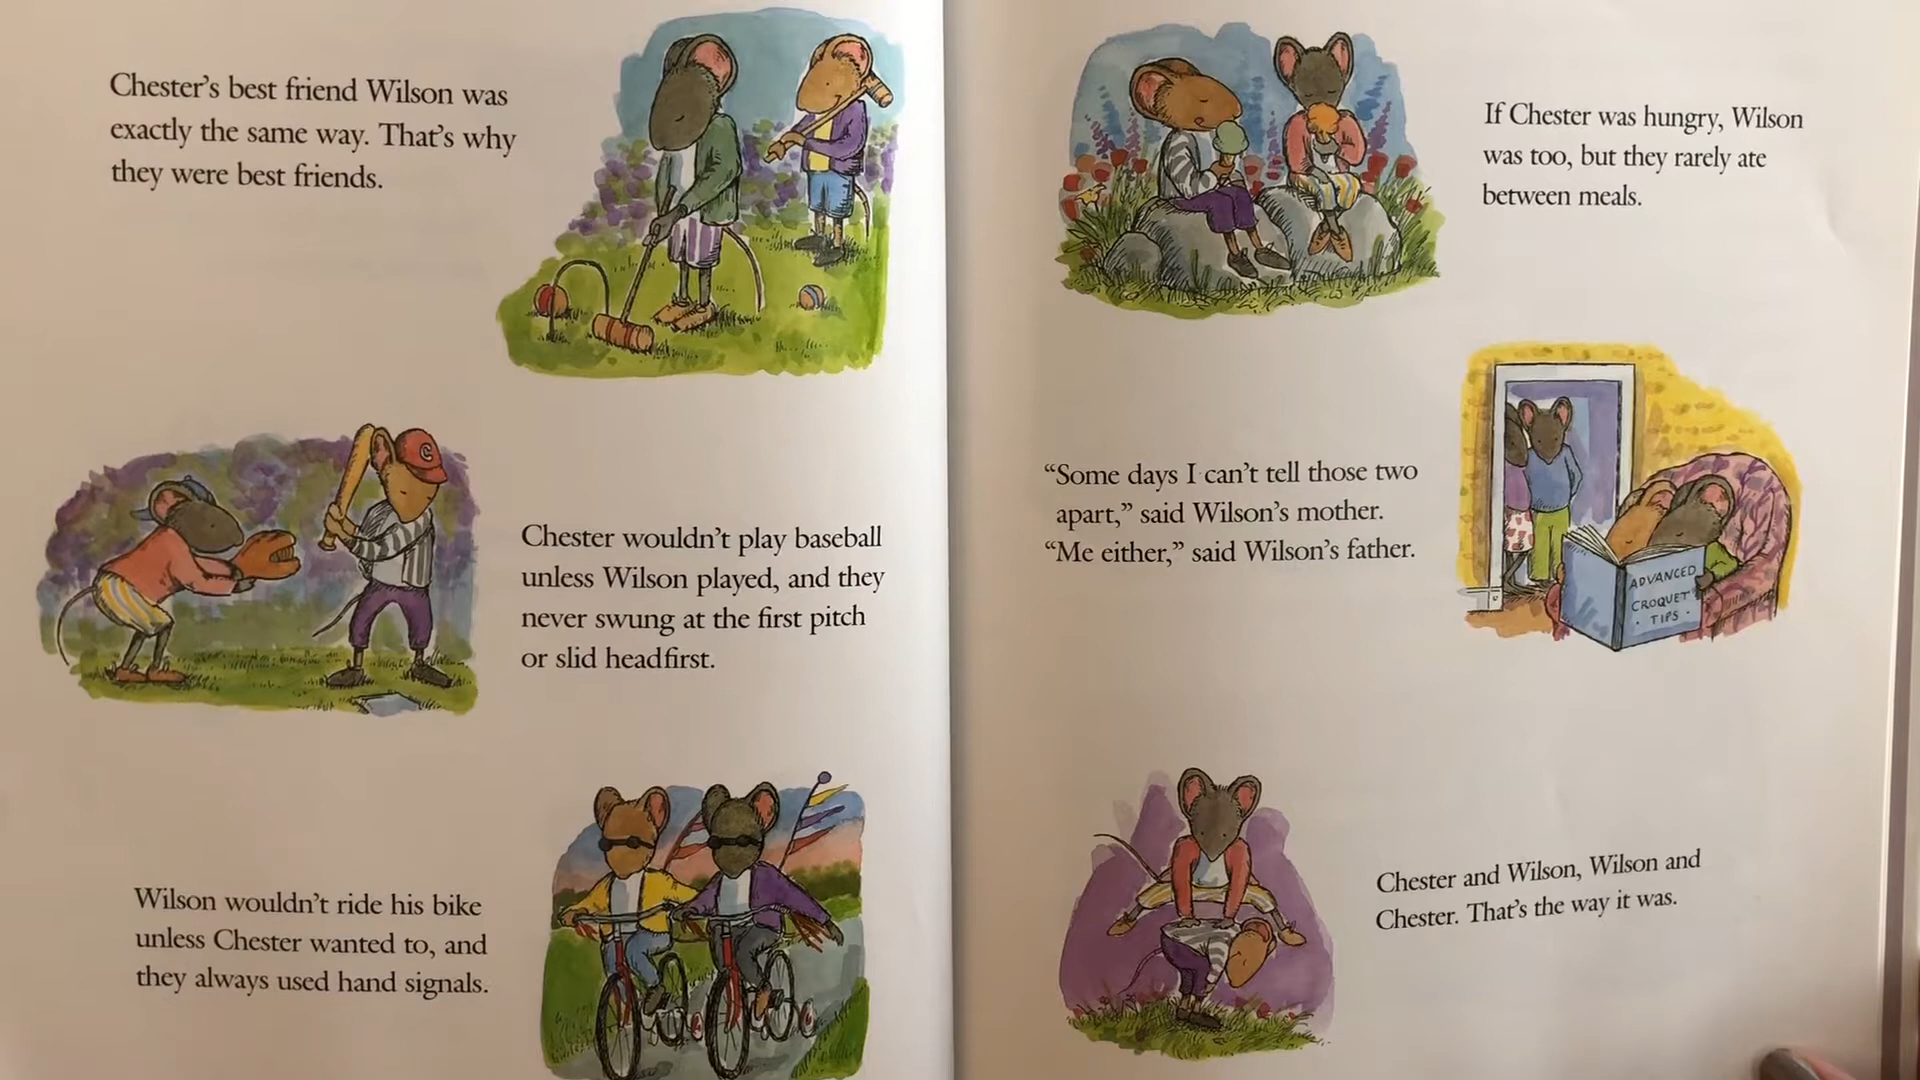 Chester's best friend Wilson was
exactly the same way. That's why
they were best friends.
C
Chester wouldn't play baseball
unless Wilson played, and they
never swung at the first pitch
or slid headfirst.
Wilson wouldn't ride his bike
unless Chester wanted to, and
they always used hand signals.
If Chester was hungry, Wilson
was too, but they rarely ate
between meals.
“Some days I can't tell those two
apart,” said Wilson's mother.
“Me either,” said Wilson's father.
ADVANCED
CROQUET
• TIPS •
Chester and Wilson, Wilson and
Chester. That's the way it was.